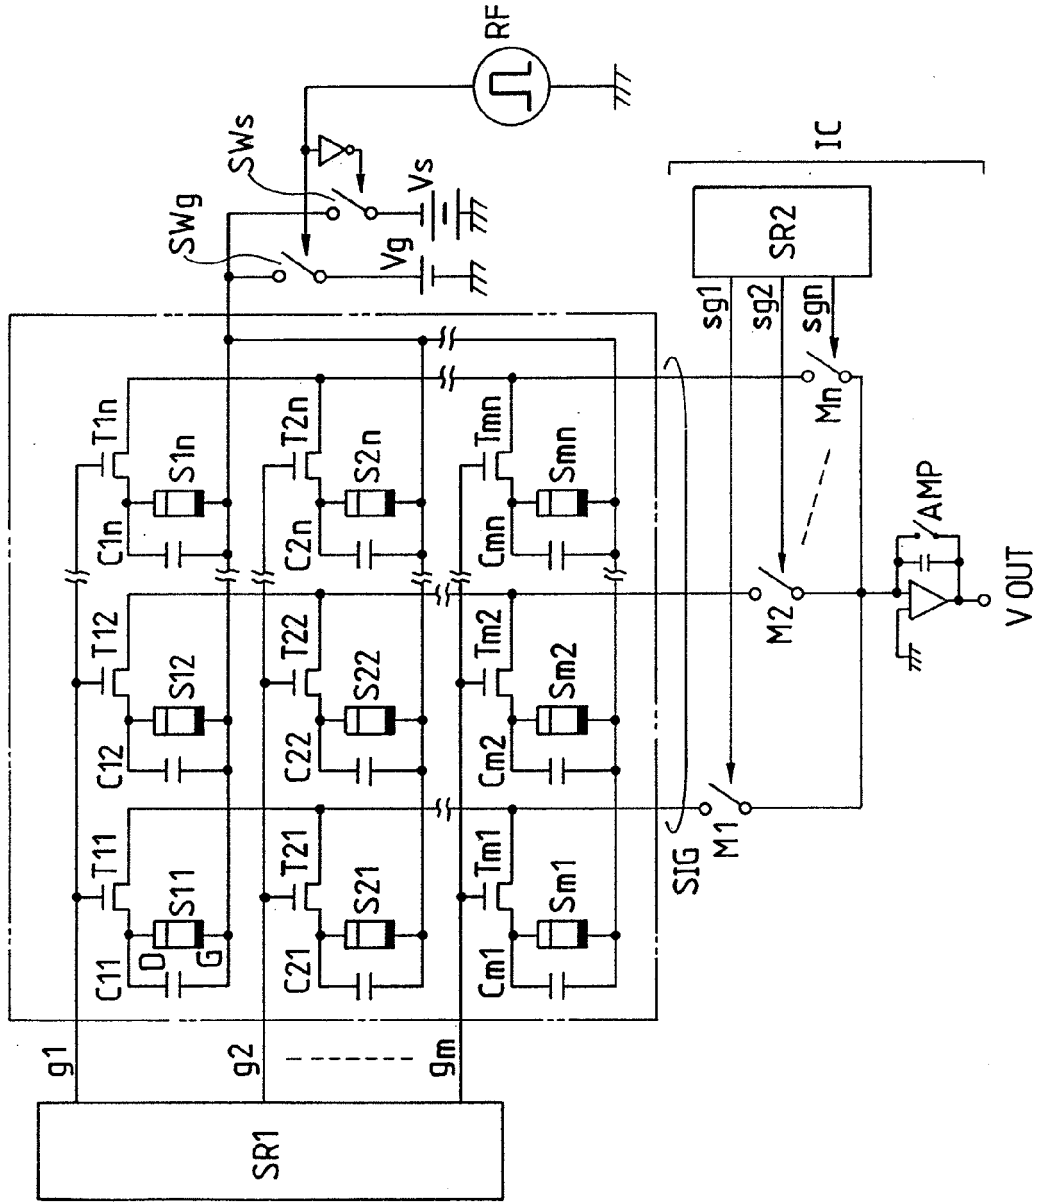 SR1
g1
g2
gm
C11
D
G
S11
T11
C12
S12
T12
C1n
S1n
T1n
C21
S21
T21
C22
S22
T22
C2n
S2n
T2n
Cm1
Sm1
Tm1
Cm2
Sm2
Tm2
Cmn
Smn
Tmn
SWg
SWs
Vg
Vs
RF
SIG
M1
M2
Mn
sg1
sg2
sgn
SR2
IC
AMP
V OUT